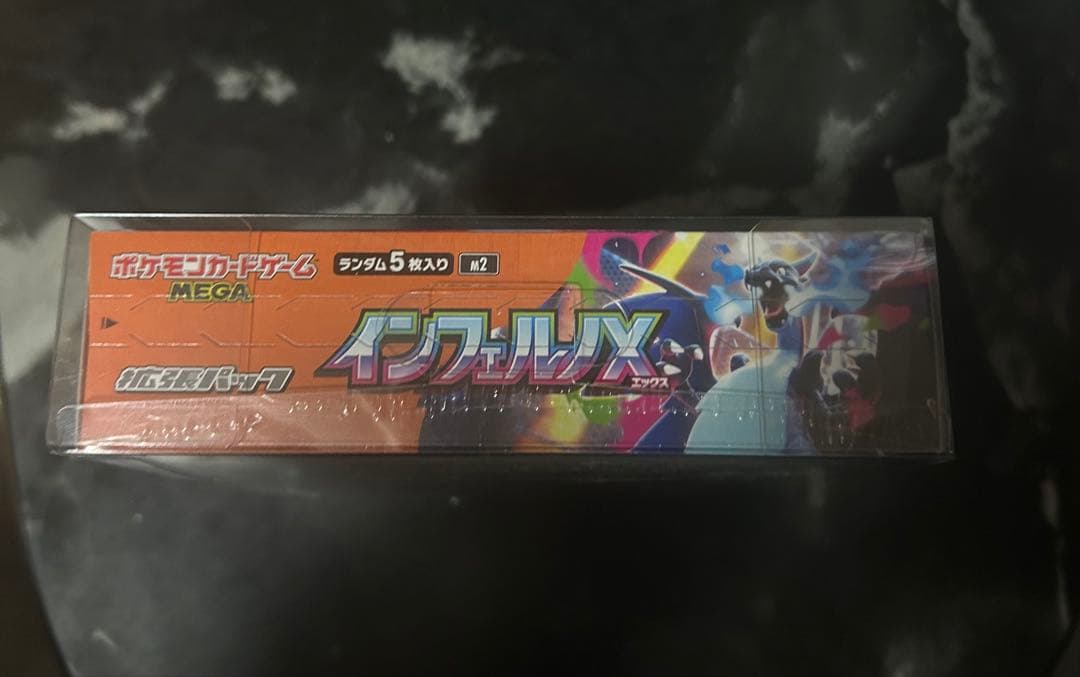 ポケモンカードゲーム
MEGA
ランダム5枚入り M2
インフェルノX
エックス
拡張パック